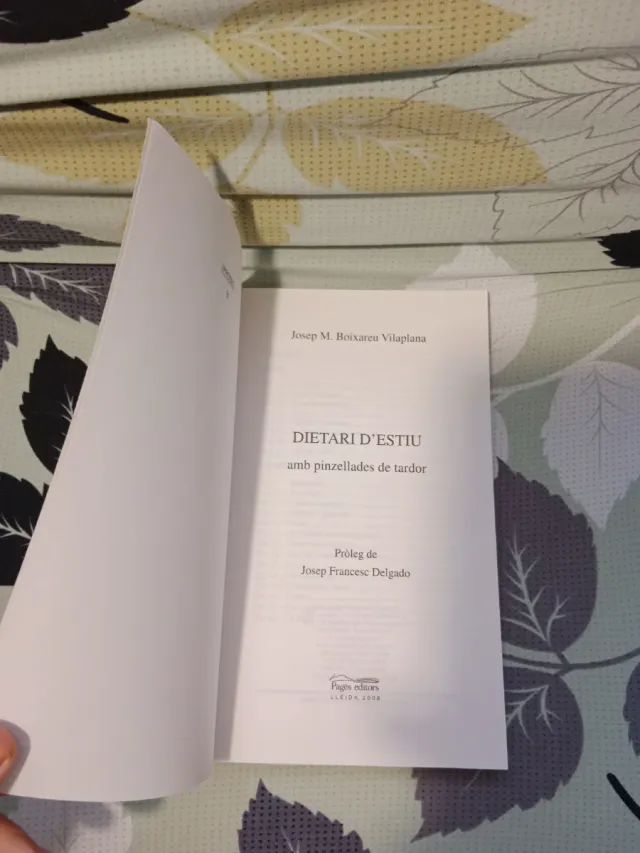 Josep M. Boixareu Vilaplana
DIETARI D'ESTIU
amb pinzellades de tardor
Pròleg de
Josep Francesc Delgado
Pagès editors
LLEIDA, 2008